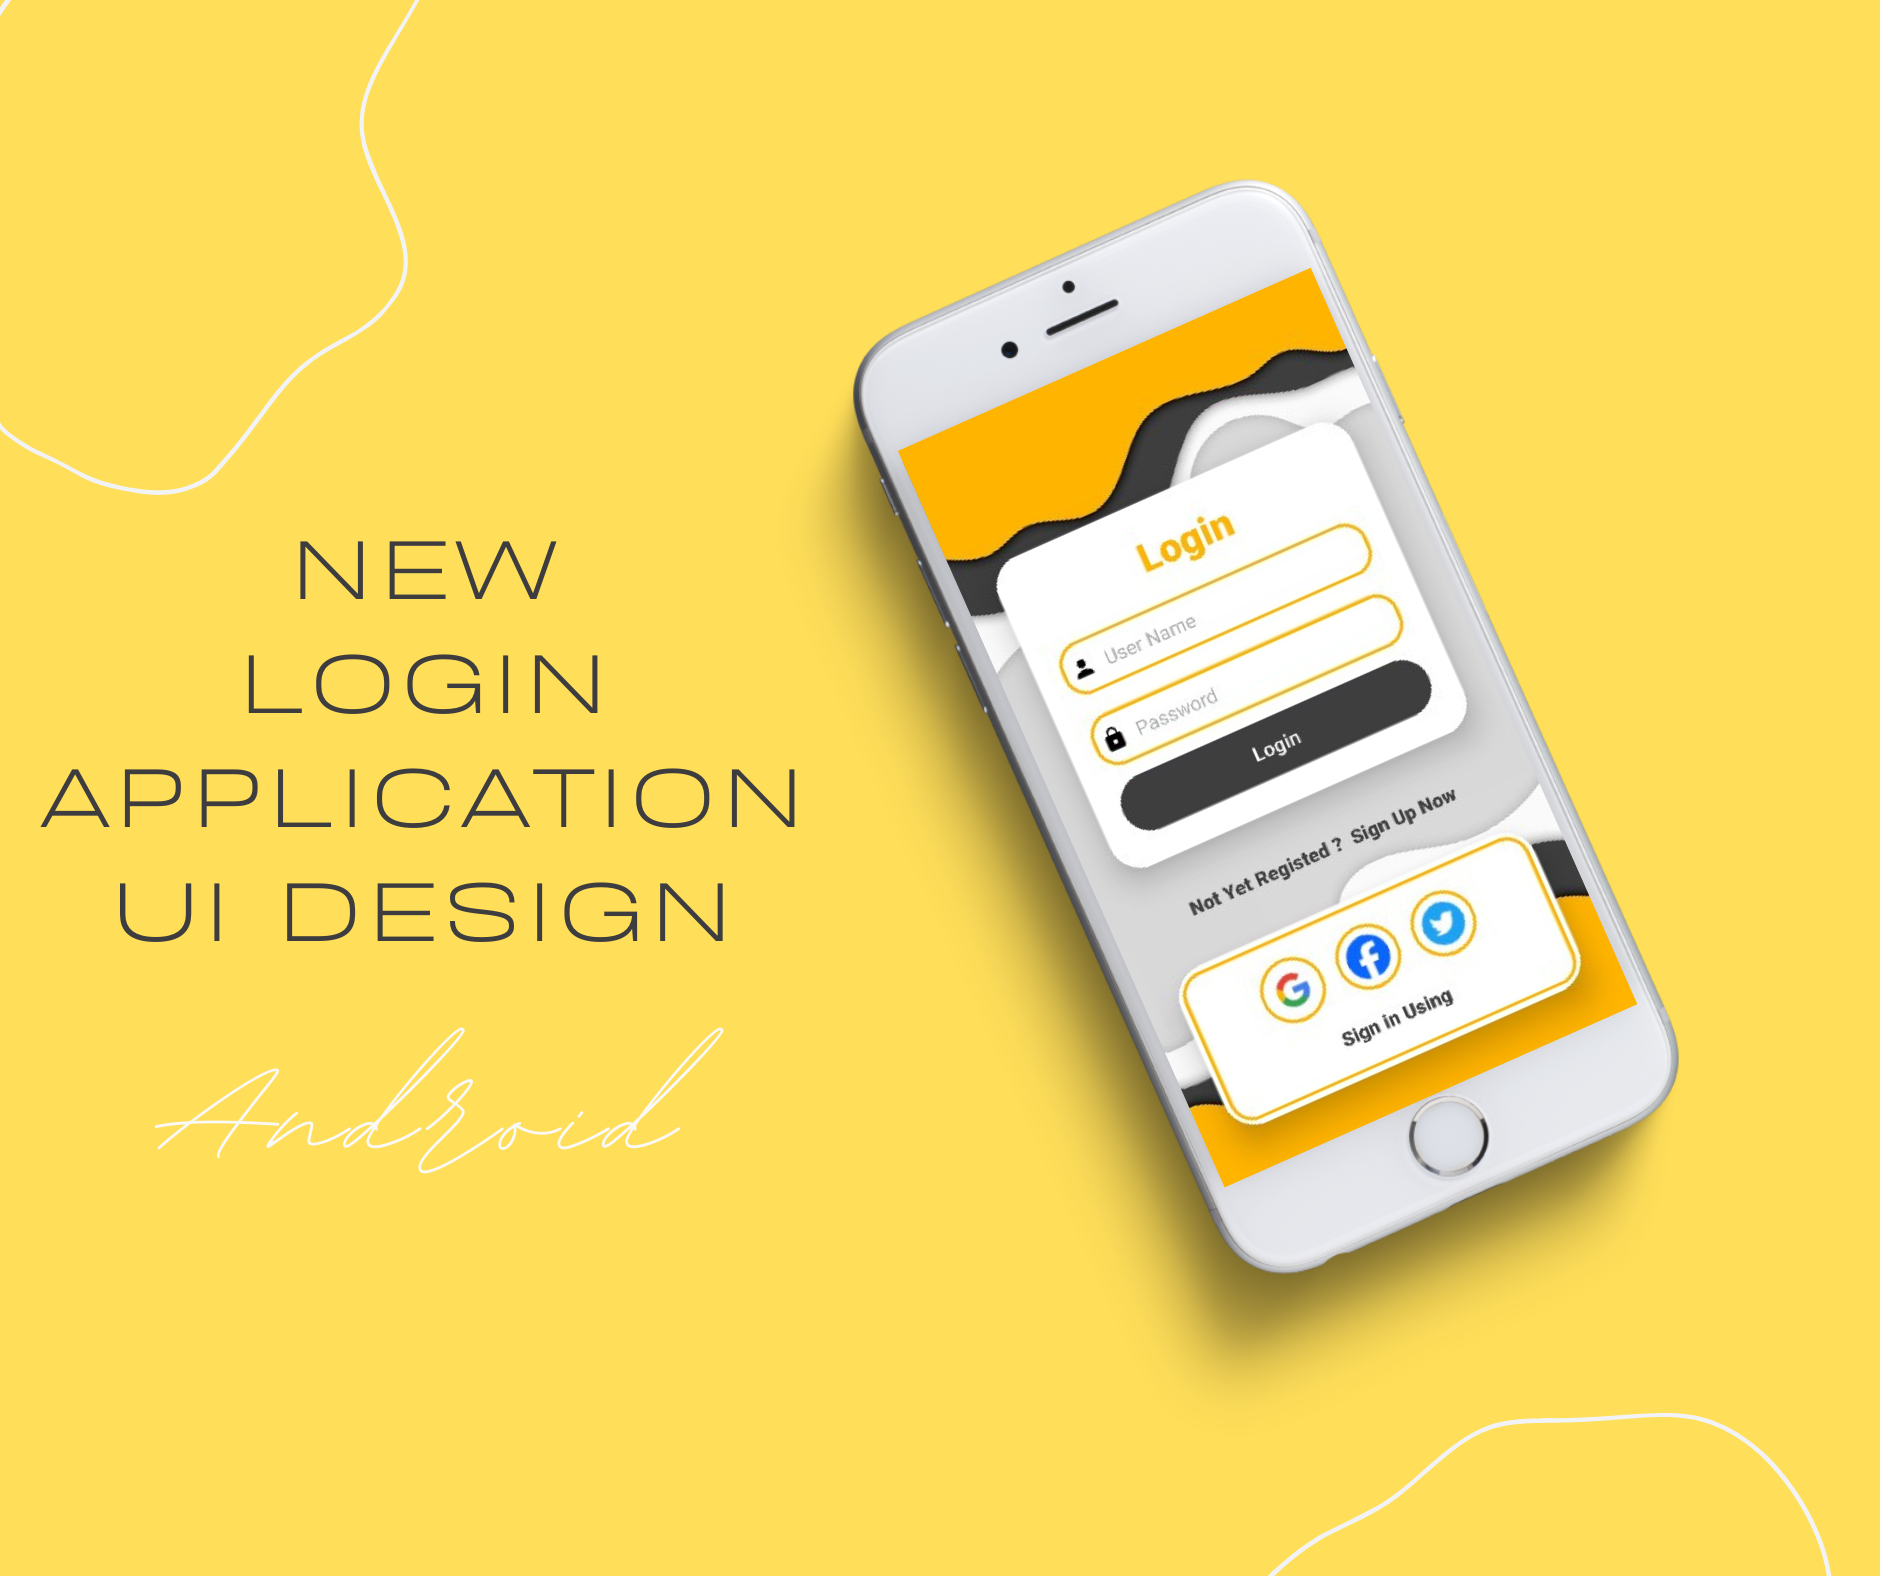 NEW
LOGIN
APPLICATION
UI DESIGN
Android
Login
User Name
Password
Login
Not Yet Registed ? Sign Up Now
Sign in Using